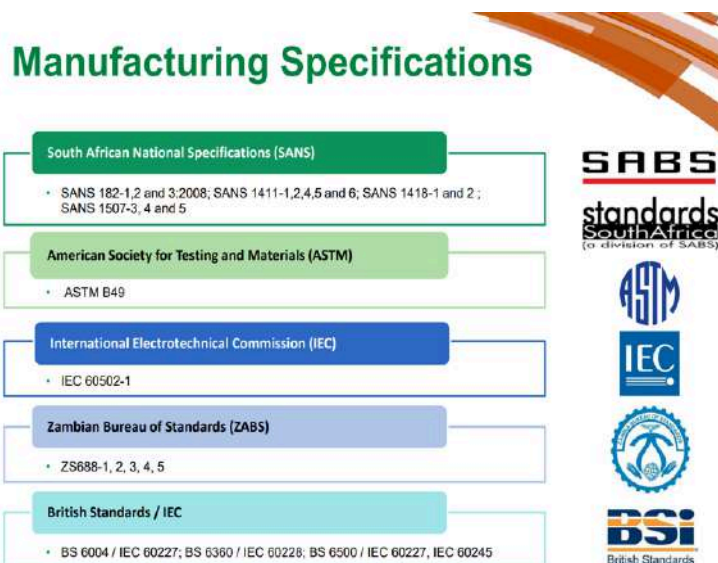 Manufacturing Specifications
South African National Specifications (SANS)
• SANS 182-1,2 and 3:2008; SANS 1411-1,2,4,5 and 6; SANS 1418-1 and 2 ;
SANS 1507-3, 4 and 5
American Society for Testing and Materials (ASTM)
• ASTM B49
International Electrotechnical Commission (IEC)
• IEC 60502-1
Zambian Bureau of Standards (ZABS)
• ZS688-1, 2, 3, 4, 5
British Standards / IEC
• BS 6004 / IEC 60227; BS 6360 / IEC 60228; BS 6500 / IEC 60227, IEC 60245
SABS
standards
SouthAfrica
(a division of SABS)
ASTM
IEC
BSi
British Standards